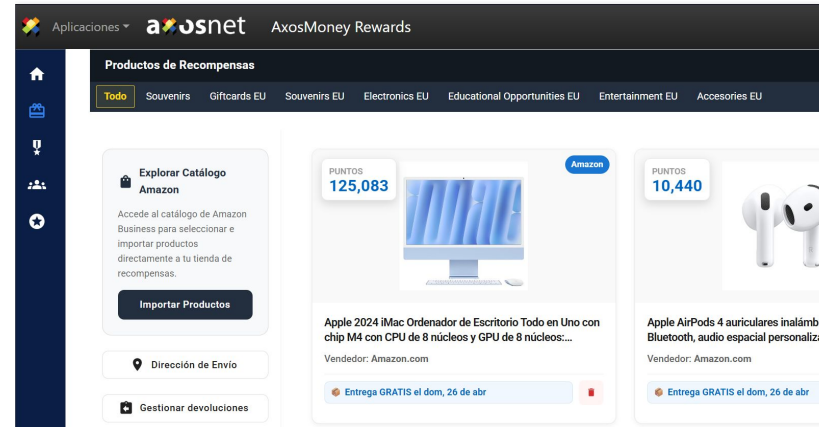 Aplicaciones
axosnet
AxosMoney Rewards
Productos de Recompensas
Todo
Souvenirs
Giftcards EU
Souvenirs EU
Electronics EU
Educational Opportunities EU
Entertainment EU
Accesories EU
Explorar Catálogo
Amazon
Accede al catálogo de Amazon
Business para seleccionar e
importar productos
directamente a tu tienda de
recompensas.
Importar Productos
Dirección de Envío
Gestionar devoluciones
PUNTOS
125,083
Amazon
Apple 2024 iMac Ordenador de Escritorio Todo en Uno con
chip M4 con CPU de 8 núcleos y GPU de 8 núcleos:...
Vendedor: Amazon.com
Entrega GRATIS el dom, 26 de abr
PUNTOS
10,440
Apple AirPods 4 auriculares inalámb
Bluetooth, audio espacial personaliza
Vendedor: Amazon.com
Entrega GRATIS el dom, 26 de abr